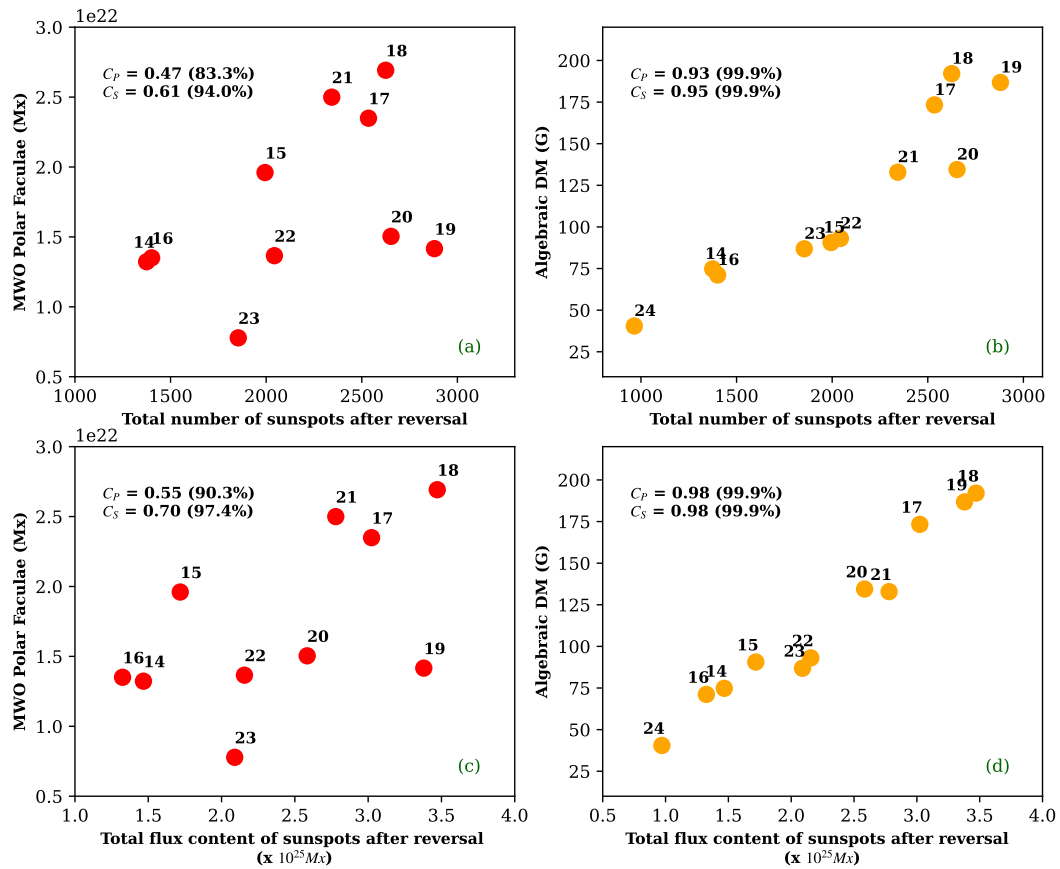 1e22
3.0
2.5
2.0
1.5
1.0
0.5
MWO Polar Faculae (Mx)
C_P = 0.47 (83.3%)
C_S = 0.61 (94.0%)
18
21
17
15
20
19
22
14
16
23
(a)
1000 1500 2000 2500 3000
Total number of sunspots after reversal
200
175
150
125
100
75
50
25
Algebraic DM (G)
C_P = 0.93 (99.9%)
C_S = 0.95 (99.9%)
18
19
17
21
20
23
15
22
14
16
24
(b)
1000 1500 2000 2500 3000
Total number of sunspots after reversal
1e22
3.0
2.5
2.0
1.5
1.0
0.5
MWO Polar Faculae (Mx)
C_P = 0.55 (90.3%)
C_S = 0.70 (97.4%)
18
21
17
15
20
19
22
16
14
23
(c)
1.0 1.5 2.0 2.5 3.0 3.5 4.0
Total flux content of sunspots after reversal
(x 10^25 Mx)
200
175
150
125
100
75
50
25
Algebraic DM (G)
C_P = 0.98 (99.9%)
C_S = 0.98 (99.9%)
18
19
17
20
21
15
22
23
16
14
24
(d)
0.5 1.0 1.5 2.0 2.5 3.0 3.5 4.0
Total flux content of sunspots after reversal
(x 10^25 Mx)